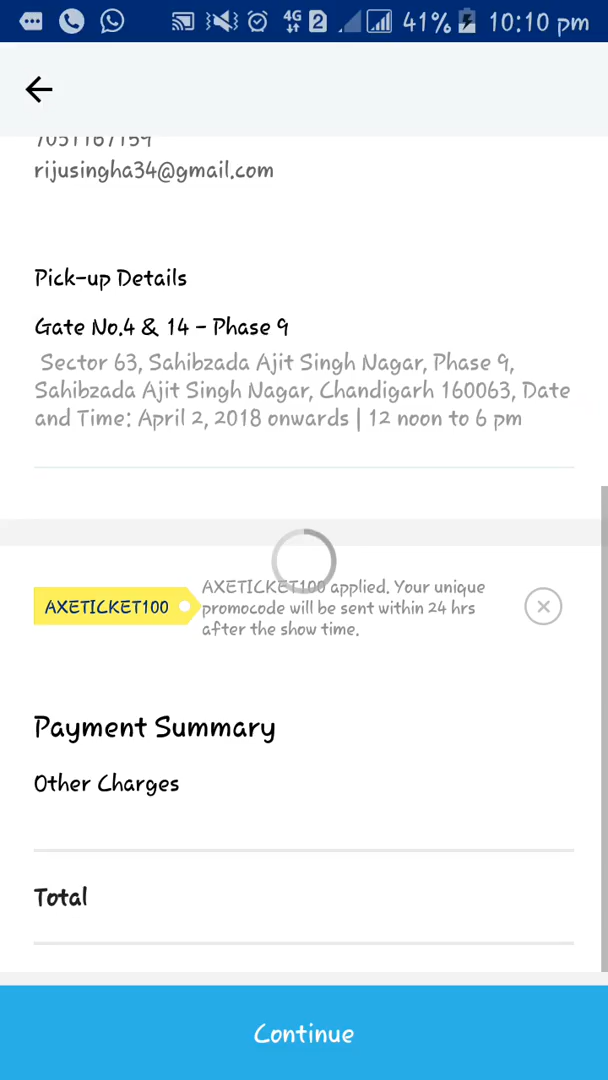 4G 2 41% 10:10 pm
7051167159
rijusingha34@gmail.com
Pick-up Details
Gate No.4 & 14 - Phase 9
Sector 63, Sahibzada Ajit Singh Nagar, Phase 9,
Sahibzada Ajit Singh Nagar, Chandigarh 160063, Date
and Time: April 2, 2018 onwards | 12 noon to 6 pm
AXETICKET100
AXETICKET100 applied. Your unique
promocode will be sent within 24 hrs
after the show time.
Payment Summary
Other Charges
Total
Continue